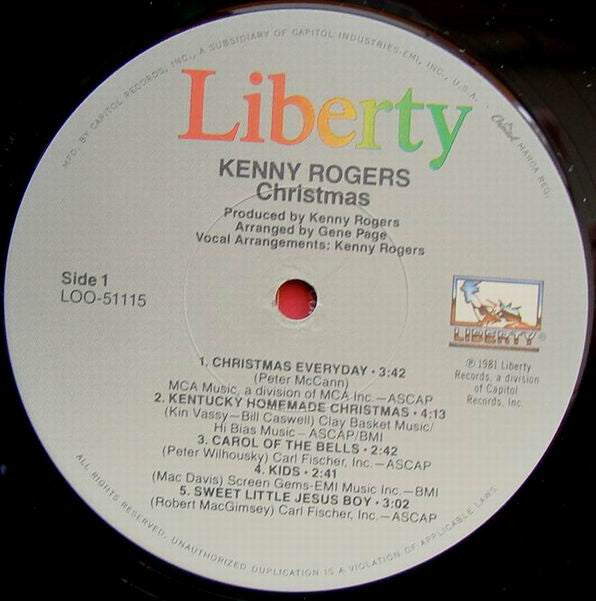 MFD. BY CAPITOL RECORDS, INC., A SUBSIDIARY OF CAPITOL INDUSTRIES-EMI, INC., U.S.A. · Capitol MARCA REG.
Liberty
KENNY ROGERS
Christmas
Produced by Kenny Rogers
Arranged by Gene Page
Vocal Arrangements: Kenny Rogers
Side 1
LOO-51115
LIBERTY®
℗ 1981 Liberty
Records, a division
of Capitol
Records, Inc.
1. CHRISTMAS EVERYDAY · 3:42
(Peter McCann)
MCA Music, a division of MCA Inc.—ASCAP
2. KENTUCKY HOMEMADE CHRISTMAS · 4:13
(Kin Vassy—Bill Caswell) Clay Basket Music/
Hi Bias Music – ASCAP/BMI
3. CAROL OF THE BELLS · 2:42
(Peter Wilhousky) Carl Fischer, Inc.—ASCAP
4. KIDS · 2:41
(Mac Davis) Screen Gems-EMI Music Inc.—BMI
5. SWEET LITTLE JESUS BOY · 3:02
(Robert MacGimsey) Carl Fischer, Inc.—ASCAP
ALL RIGHTS RESERVED. UNAUTHORIZED DUPLICATION IS A VIOLATION OF APPLICABLE LAWS.